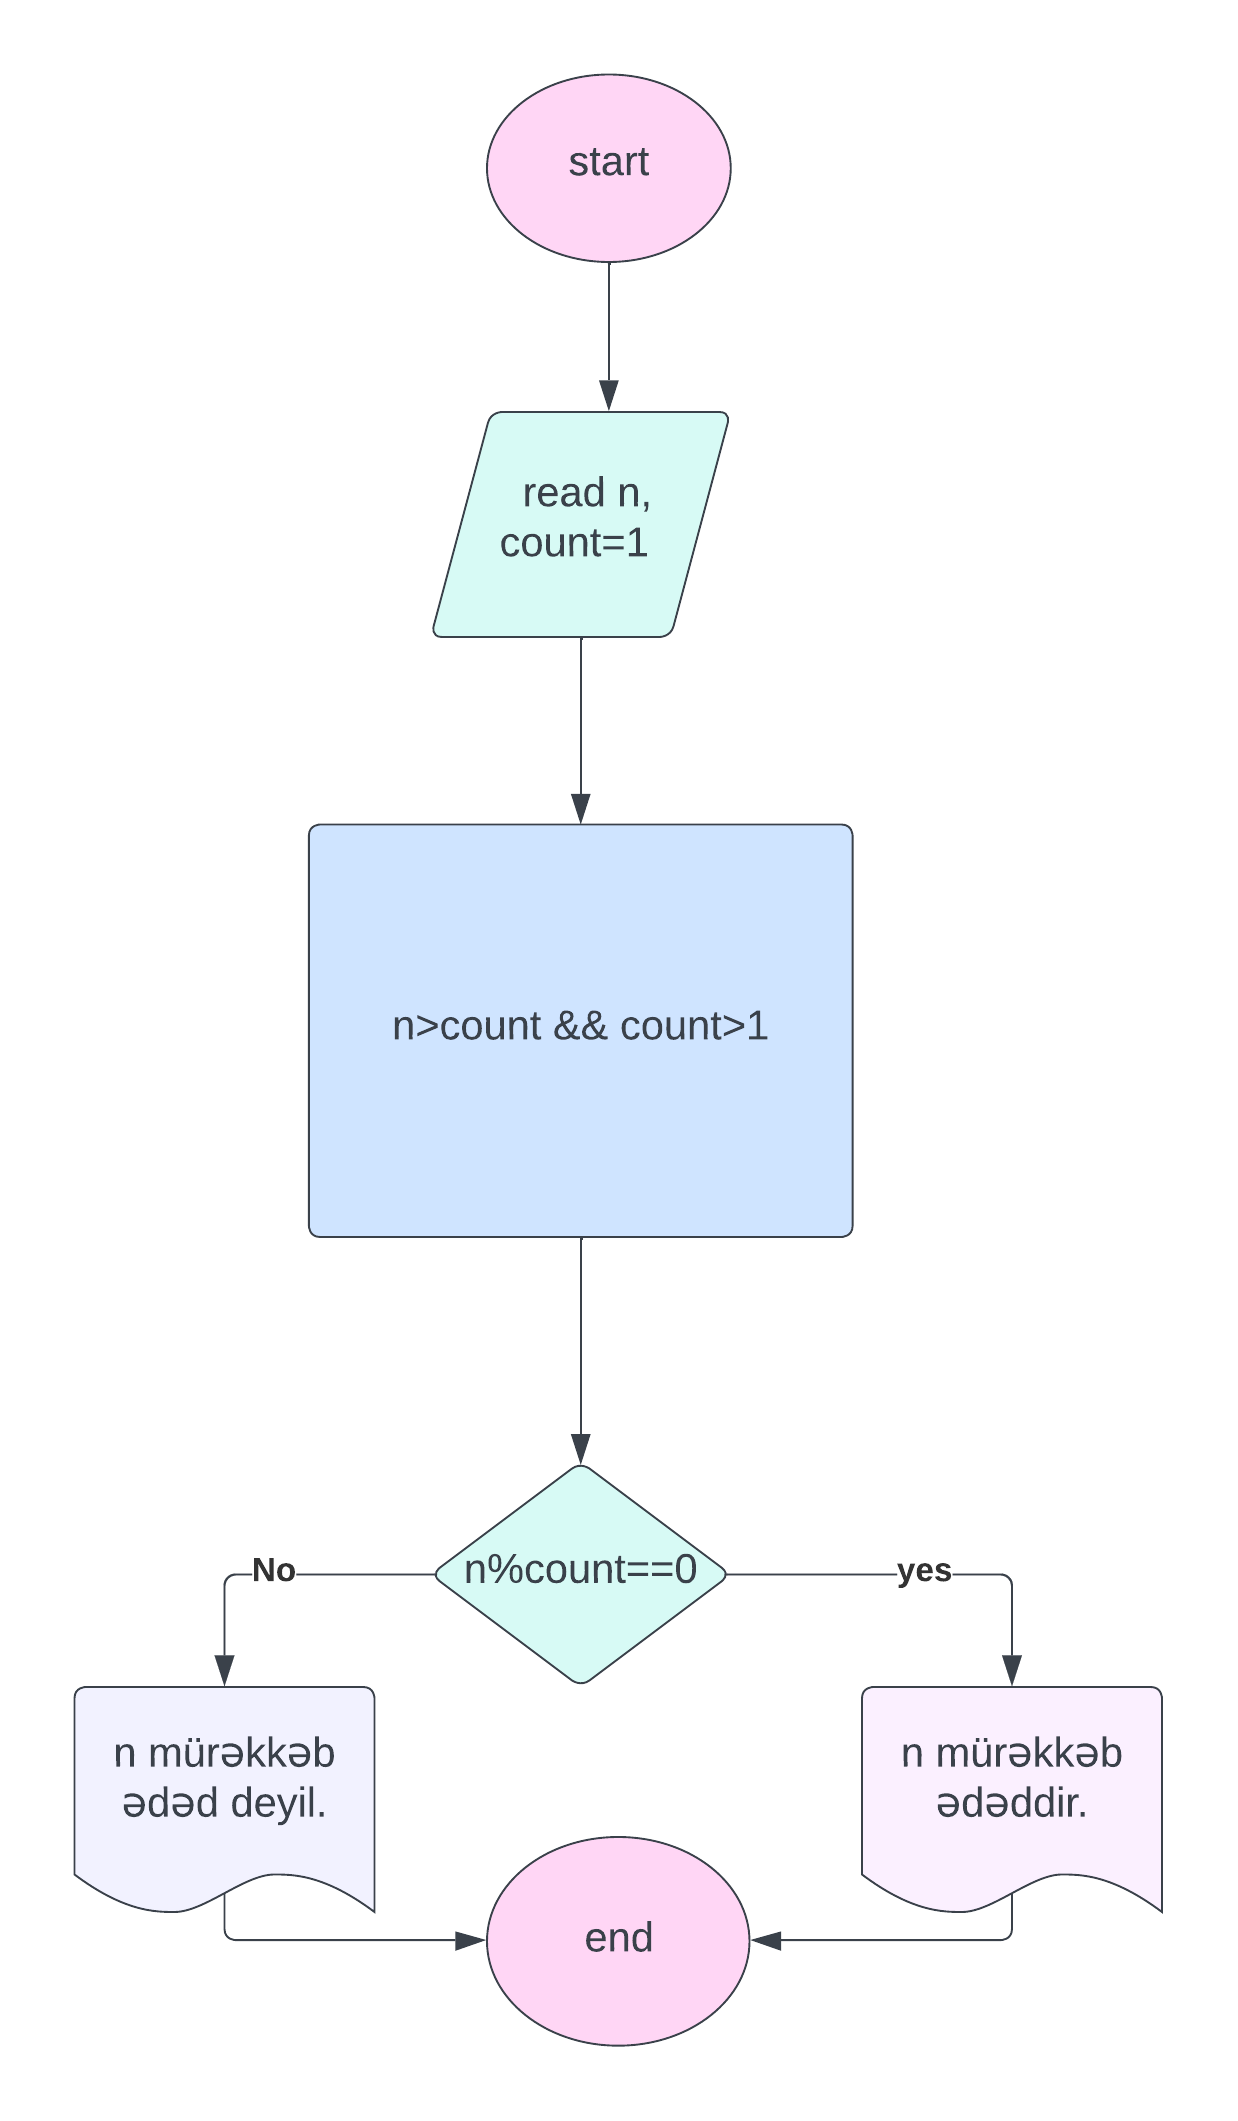 start
read n,
count=1
n>count && count>1
n%count==0
No
yes
n mürəkkəb
ədəd deyil.
n mürəkkəb
ədəddir.
end